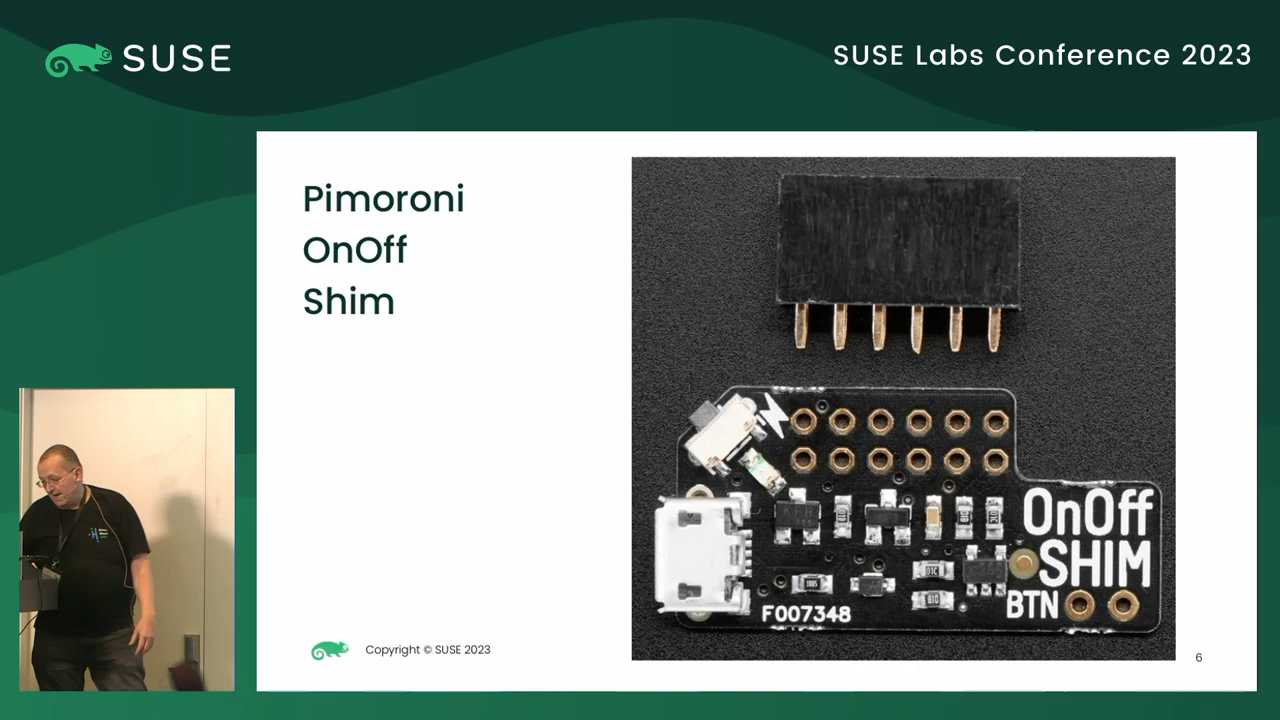 SUSE
SUSE Labs Conference 2023
Pimoroni
OnOff
Shim
OnOff
SHIM
BTN
F007348
Copyright © SUSE 2023
6